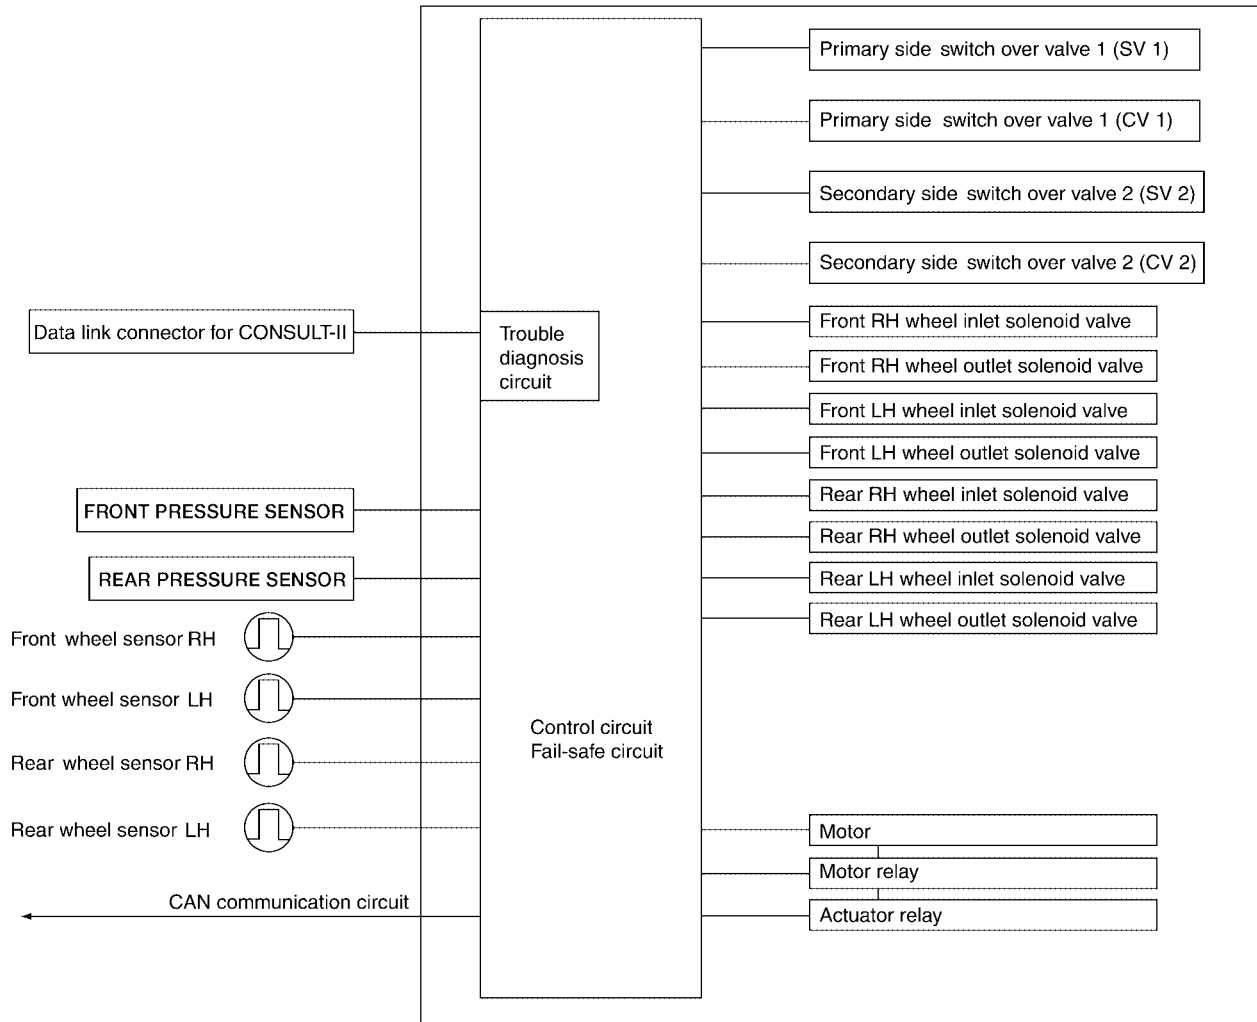 Primary side switch over valve 1 (SV 1)
Primary side switch over valve 1 (CV 1)
Secondary side switch over valve 2 (SV 2)
Secondary side switch over valve 2 (CV 2)
Data link connector for CONSULT-II
Trouble
diagnosis
circuit
Front RH wheel inlet solenoid valve
Front RH wheel outlet solenoid valve
Front LH wheel inlet solenoid valve
Front LH wheel outlet solenoid valve
Rear RH wheel inlet solenoid valve
Rear RH wheel outlet solenoid valve
Rear LH wheel inlet solenoid valve
Rear LH wheel outlet solenoid valve
FRONT PRESSURE SENSOR
REAR PRESSURE SENSOR
Front wheel sensor RH
Front wheel sensor LH
Rear wheel sensor RH
Rear wheel sensor LH
Control circuit
Fail-safe circuit
Motor
Motor relay
Actuator relay
CAN communication circuit